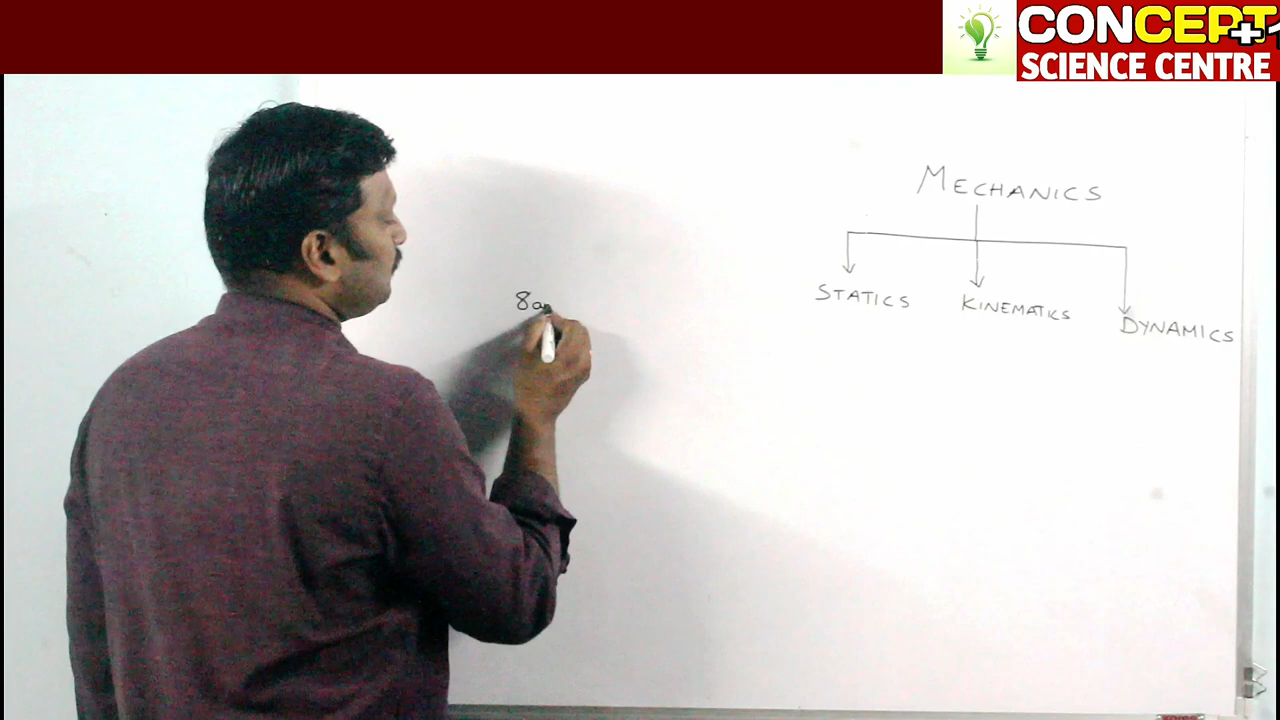 CONCEPT
SCIENCE CENTRE
MECHANICS
STATICS KINEMATICS DYNAMICS